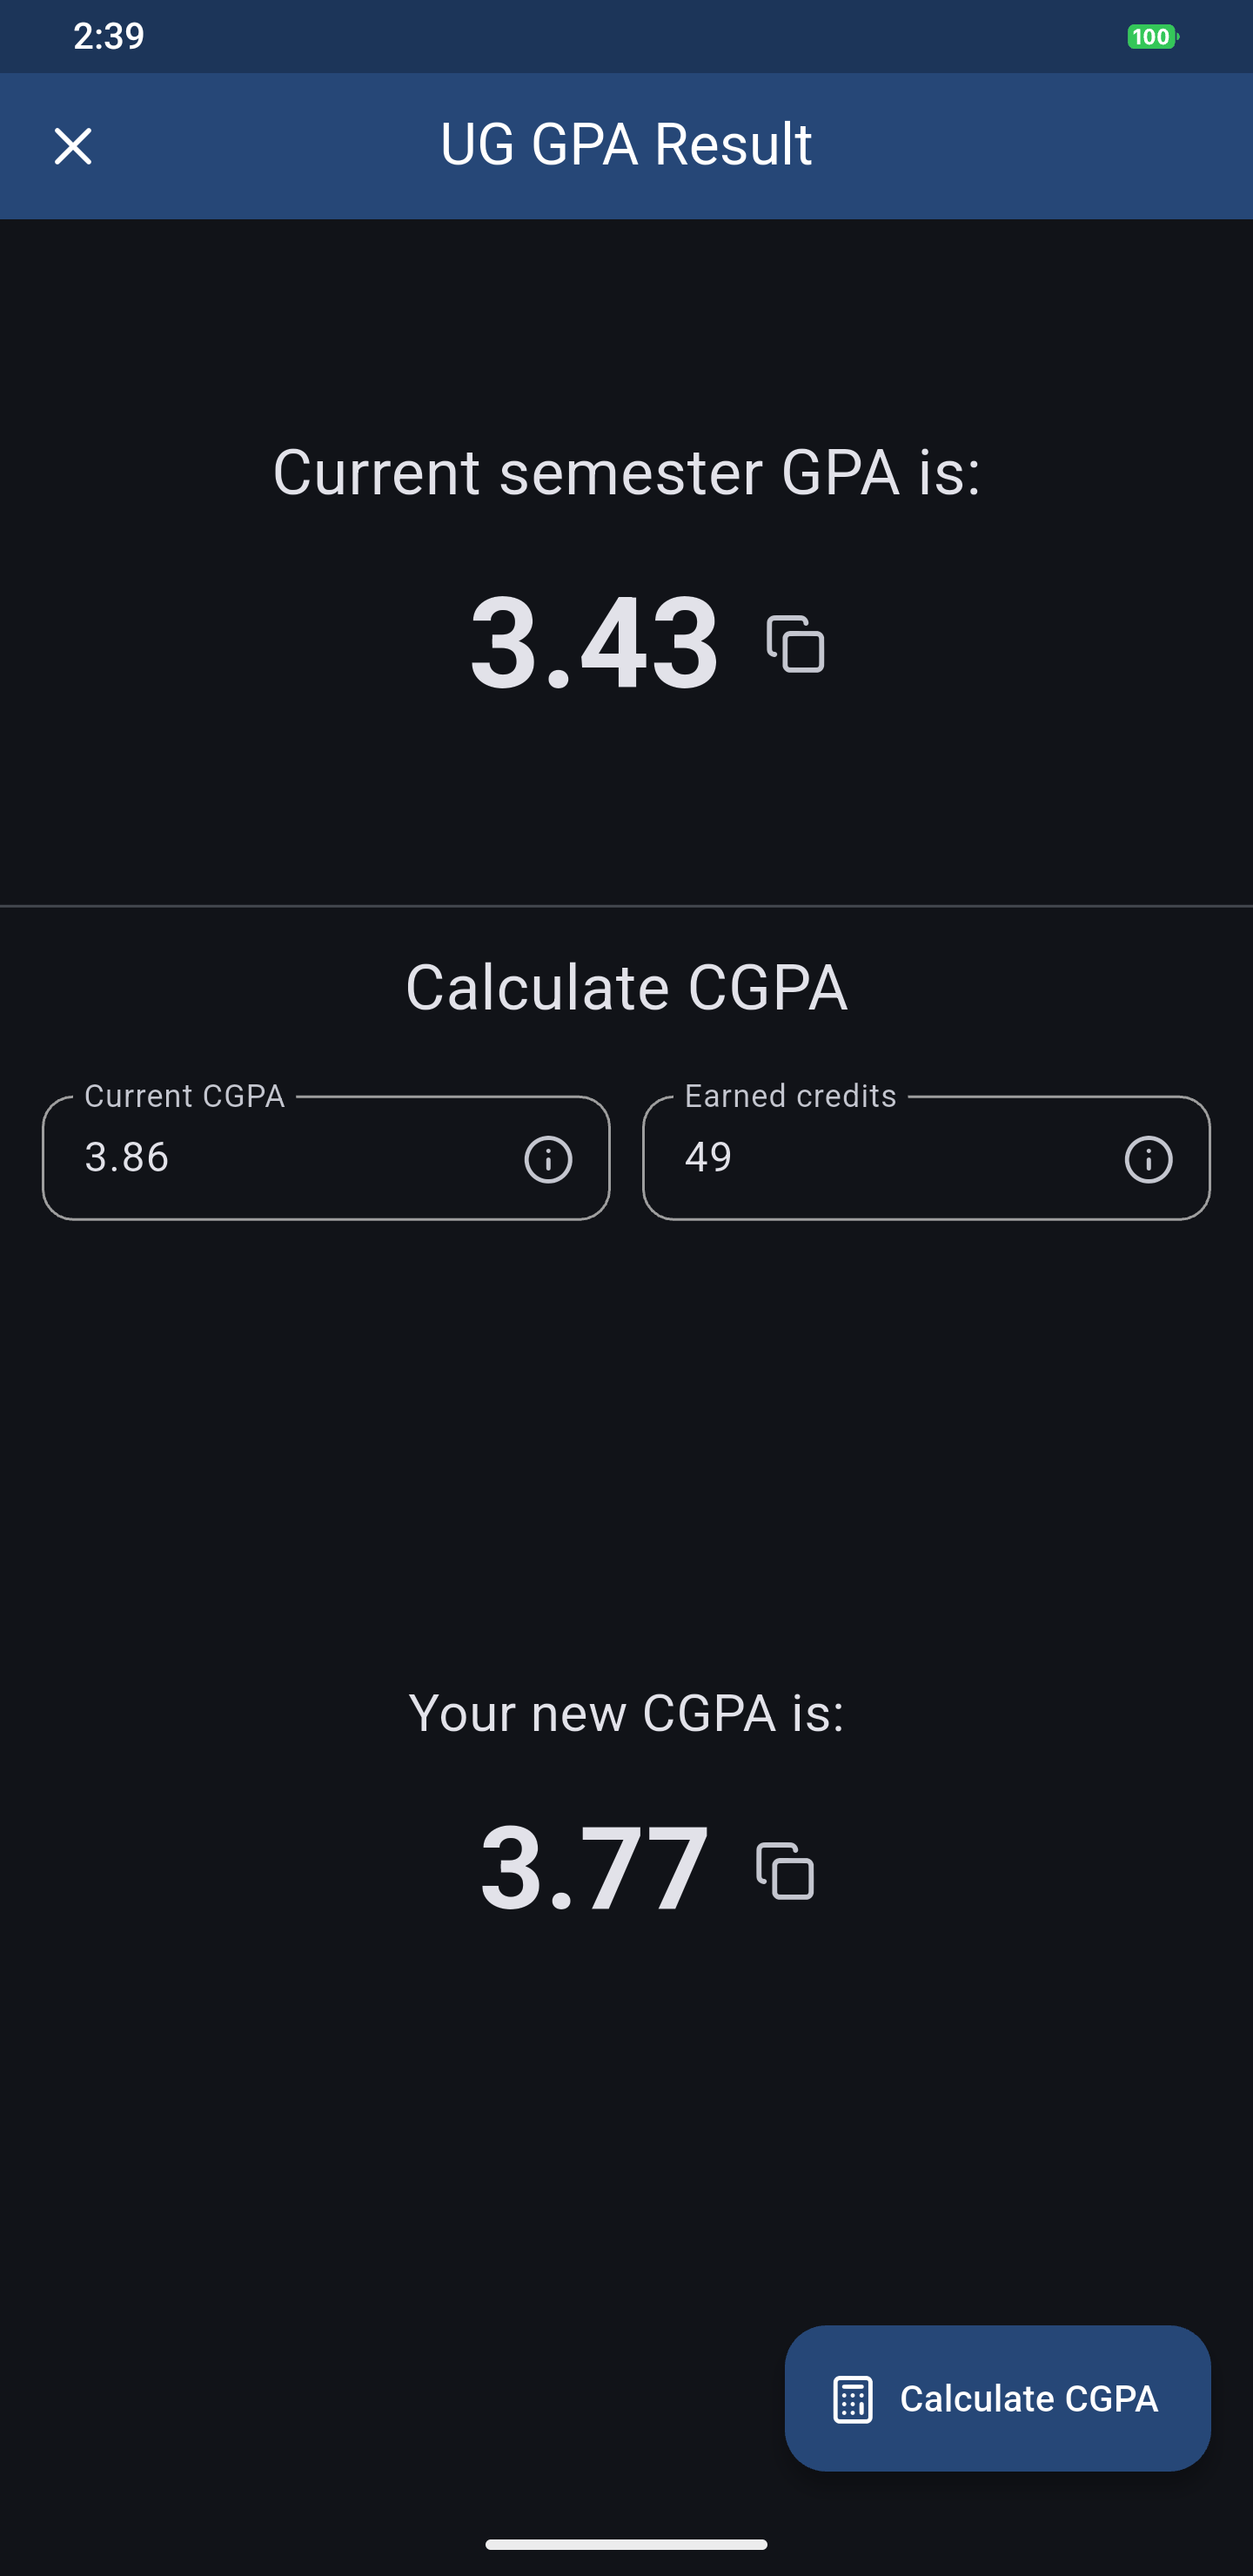 2:39
100
UG GPA Result
Current semester GPA is:
3.43
Calculate CGPA
Current CGPA
3.86
Earned credits
49
Your new CGPA is:
3.77
Calculate CGPA